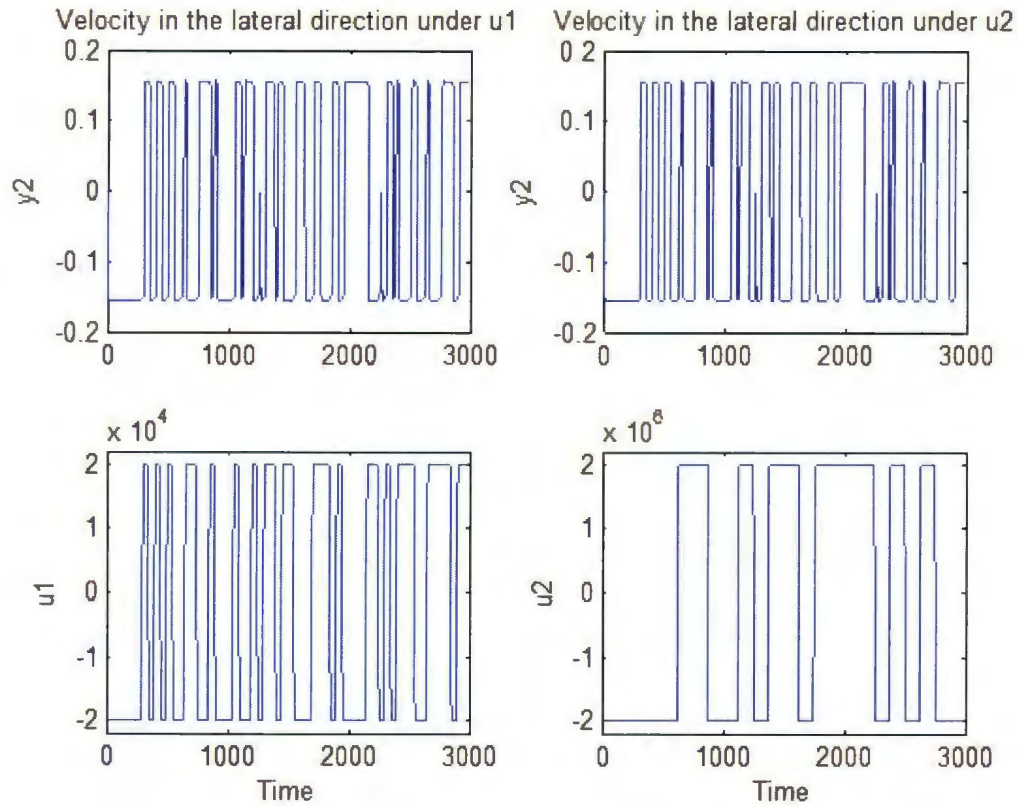 Velocity in the lateral direction under u1
0.2
0.1
0
-0.1
-0.2
y2
0 1000 2000 3000
Velocity in the lateral direction under u2
0.2
0.1
0
-0.1
-0.2
y2
0 1000 2000 3000
x 10^4
2
1
0
-1
-2
u1
0 1000 2000 3000
Time
x 10^6
2
1
0
-1
-2
u2
0 1000 2000 3000
Time